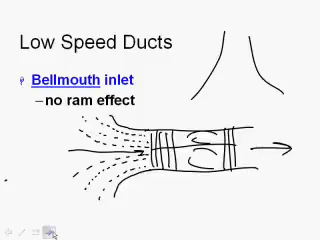 Low Speed Ducts
Bellmouth inlet
–no ram effect